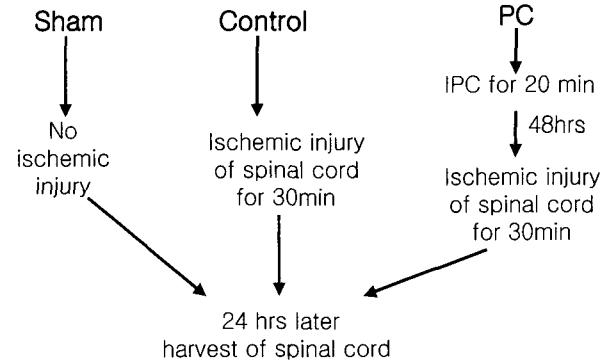 Sham
No
ischemic
injury
Control
Ischemic injury
of spinal cord
for 30min
PC
IPC for 20 min
48hrs
Ischemic injury
of spinal cord
for 30min
24 hrs later
harvest of spinal cord